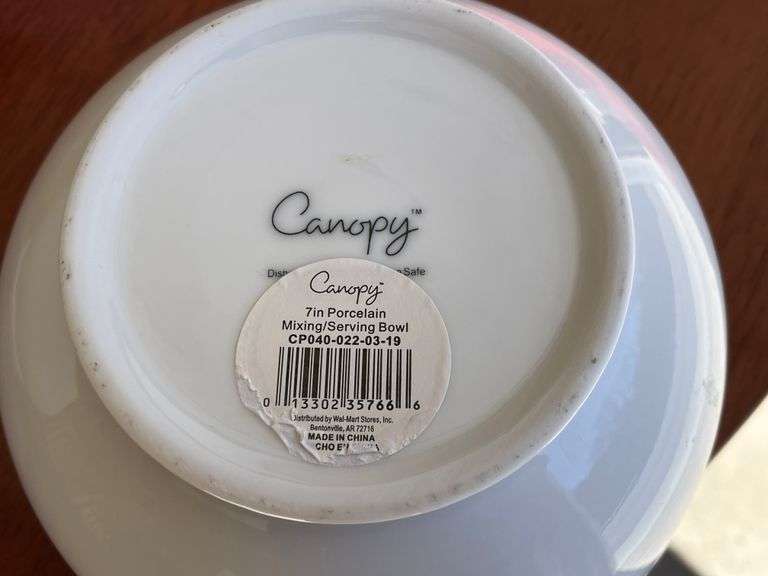 Canopy™
Safe
Canopy™
7in Porcelain
Mixing/Serving Bowl
CP040-022-03-19
0 13302 35766 6
Distributed by Wal-Mart Stores, Inc.
Bentonville, AR 72716
MADE IN CHINA